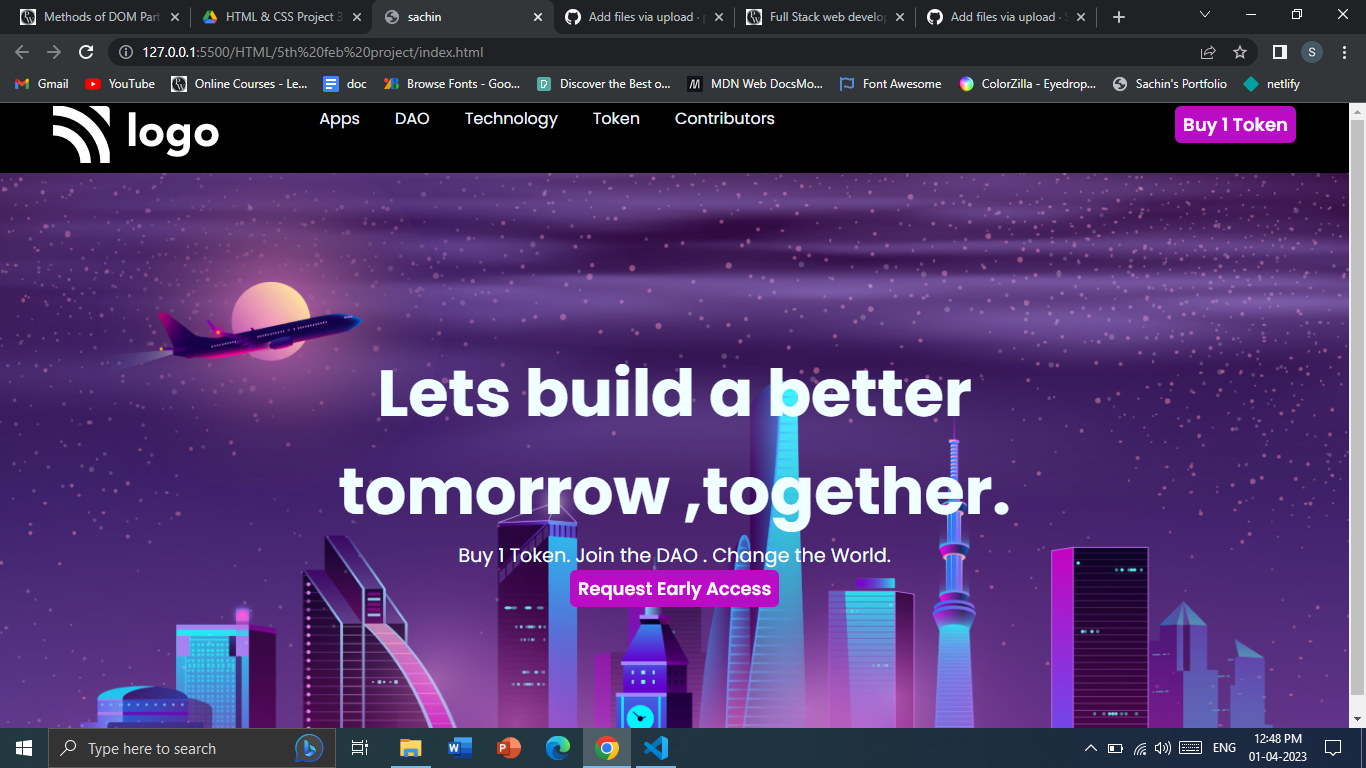 Methods of DOM Part
HTML & CSS Project 3
sachin
Add files via upload ·
Full Stack web develop
Add files via upload · S
127.0.0.1:5500/HTML/5th%20feb%20project/index.html
S
Gmail
YouTube
Online Courses - Le...
doc
Browse Fonts - Goo...
Discover the Best o...
MDN Web DocsMo...
Font Awesome
ColorZilla - Eyedrop...
Sachin's Portfolio
netlify
logo
Apps DAO Technology Token Contributors
Buy 1 Token
Lets build a better
tomorrow ,together.
Buy 1 Token. Join the DAO . Change the World.
Request Early Access
Type here to search
ENG
12:48 PM
01-04-2023